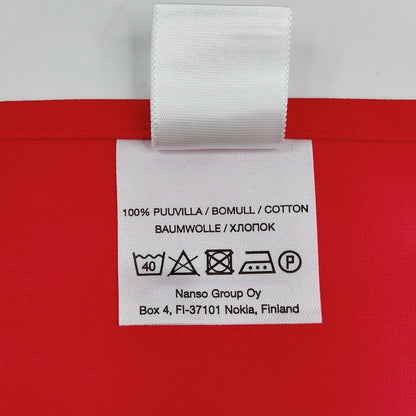 100% PUUVILLA / BOMULL / COTTON
BAUMWOLLE / ХЛОПОК
40 P
Nanso Group Oy
Box 4, FI-37101 Nokia, Finland